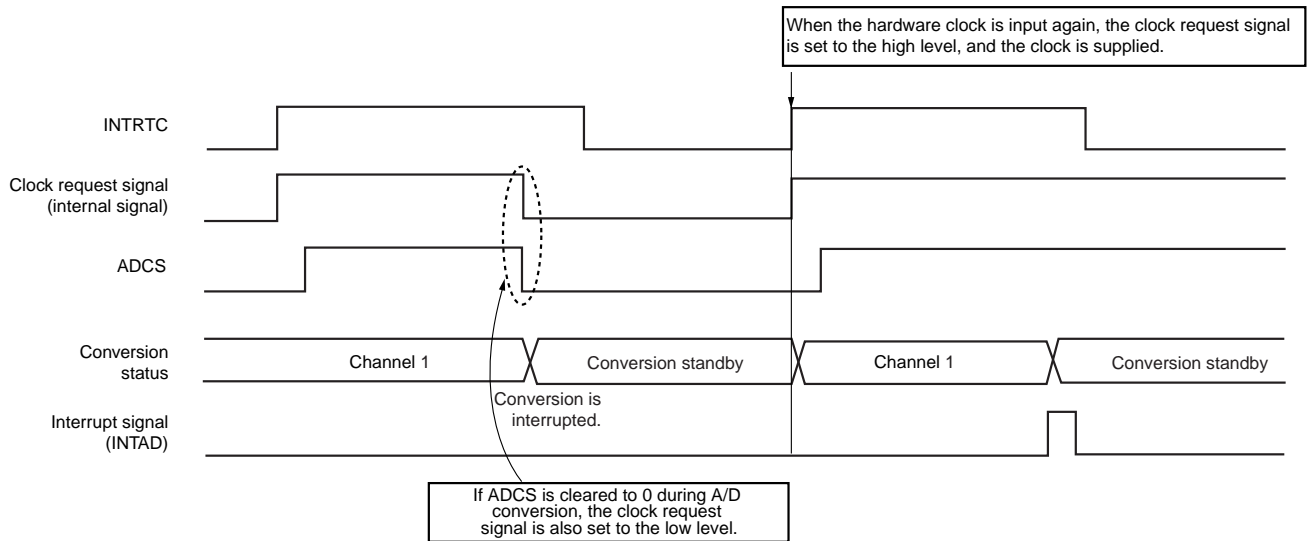 When the hardware clock is input again, the clock request signal
is set to the high level, and the clock is supplied.
INTRTC
Clock request signal
(internal signal)
ADCS
Conversion
status
Channel 1
Conversion standby
Channel 1
Conversion standby
Conversion is
interrupted.
Interrupt signal
(INTAD)
If ADCS is cleared to 0 during A/D
conversion, the clock request
signal is also set to the low level.